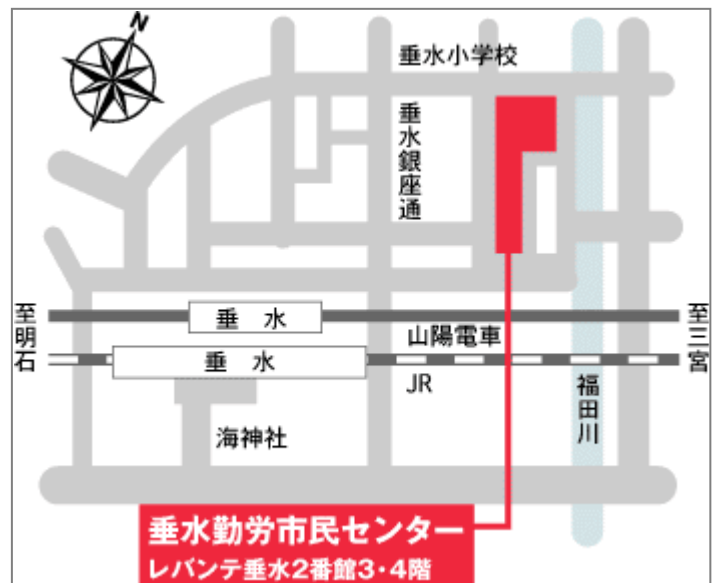 N
垂水小学校
垂水銀座通
至明石
垂 水
山陽電車
至三宮
垂 水
JR
福田川
海神社
垂水勤労市民センター
レバンテ垂水2番館3・4階